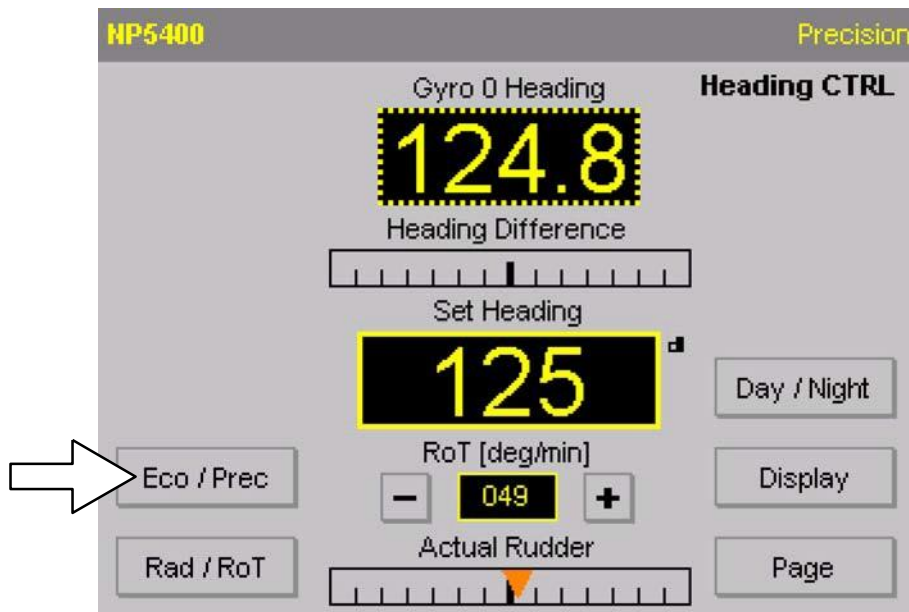 NP5400 Precision
Gyro 0 Heading Heading CTRL
124.8
Heading Difference
Set Heading
125
Day / Night
RoT [deg/min]
Eco / Prec - 049 + Display
Actual Rudder
Rad / RoT Page